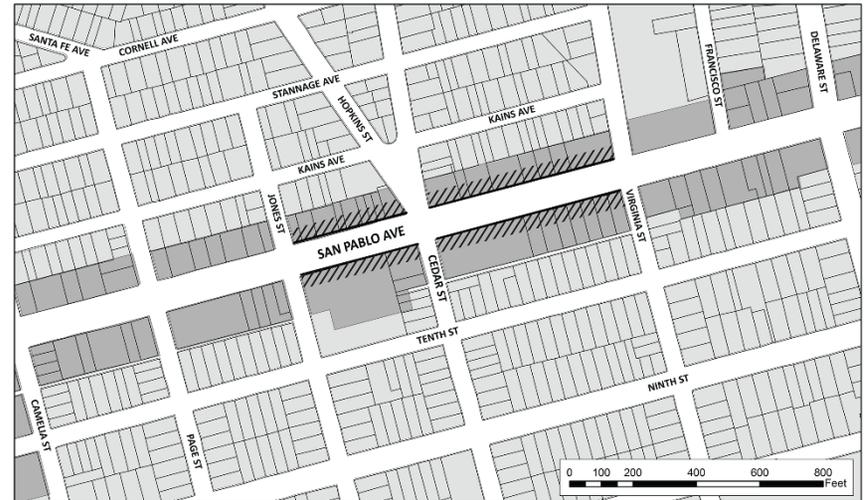 SANTA FE AVE
CORNELL AVE
STANNAGE AVE
HOPKINS ST
KAINS AVE
KAINS AVE
FRANCISCO ST
DELAWARE ST
JONES ST
SAN PABLO AVE
CEDAR ST
VIRGINIA ST
TENTH ST
NINTH ST
CAMELIA ST
PAGE ST
0 100 200 400 600 800
Feet